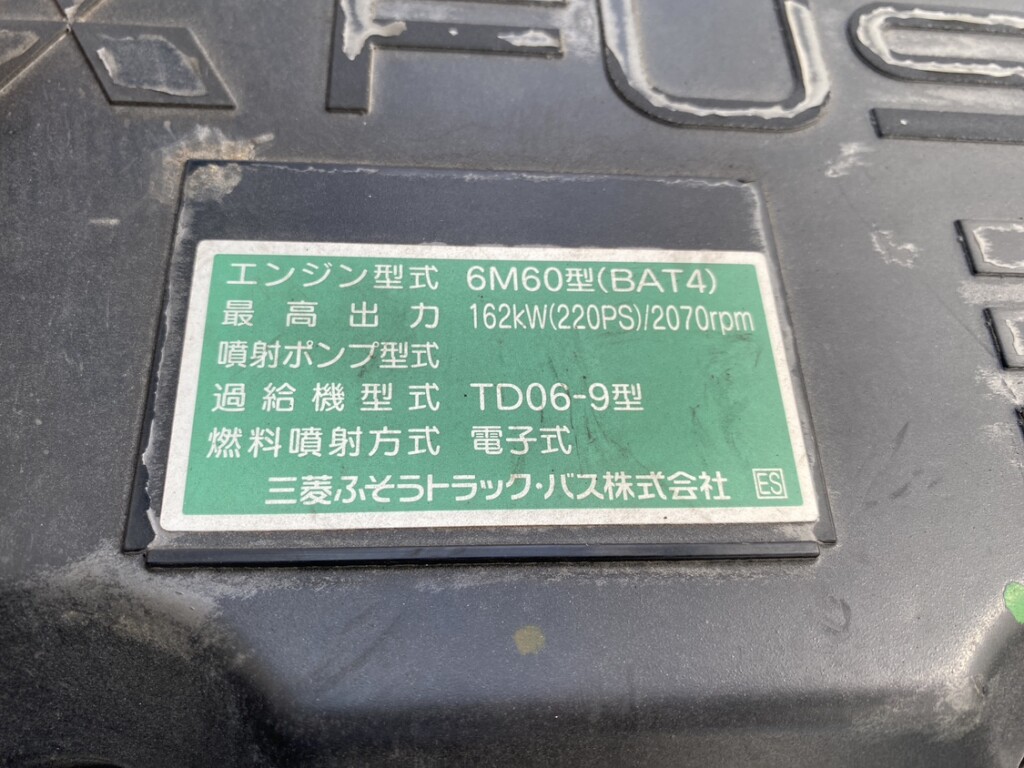 FUS
エンジン型式 6M60型(BAT4)
最高出力 162kW(220PS)/2070rpm
噴射ポンプ型式
過給機型式 TD06-9型
燃料噴射方式 電子式
三菱ふそうトラック・バス株式会社 ES